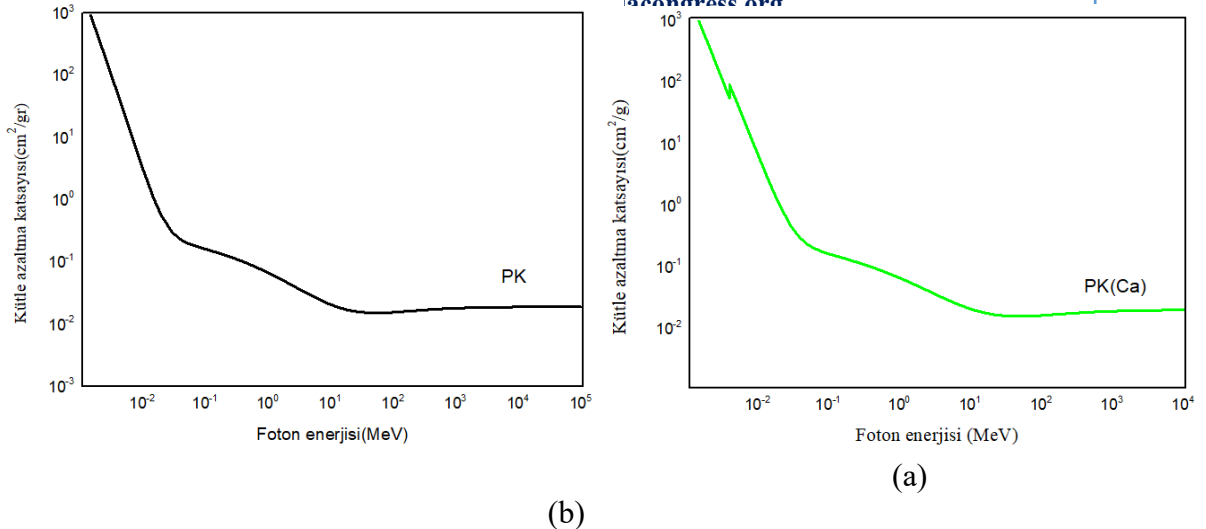 acongress.org
10³
10²
10¹
10⁰
10⁻¹
10⁻²
10⁻³
Kütle azaltma katsayısı(cm²/gr)
PK
10⁻² 10⁻¹ 10⁰ 10¹ 10² 10³ 10⁴ 10⁵
Foton enerjisi(MeV)
10³
10²
10¹
10⁰
10⁻¹
10⁻²
Kütle azaltma katsayısı(cm²/g)
PK(Ca)
10⁻² 10⁻¹ 10⁰ 10¹ 10² 10³ 10⁴
Foton enerjisi (MeV)
(a)
(b)